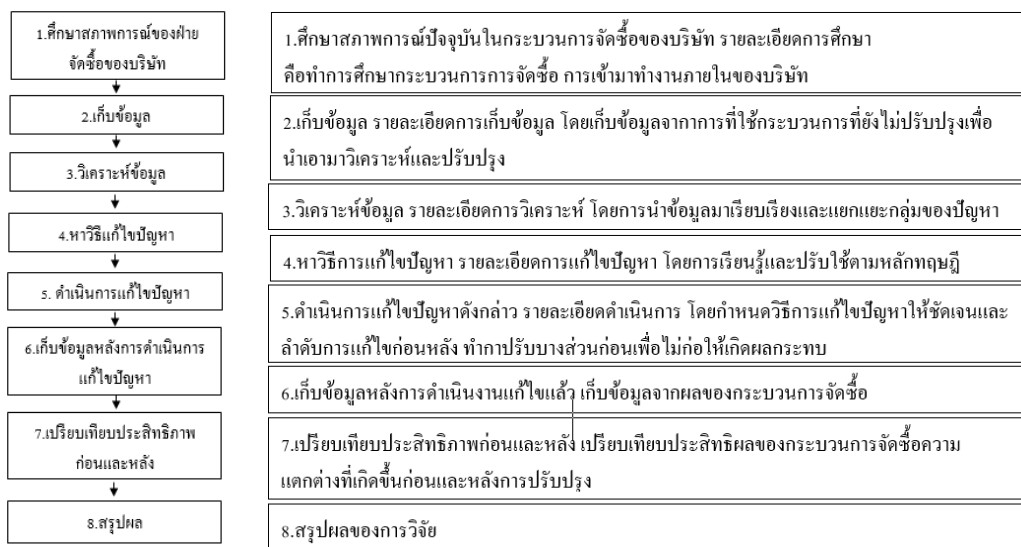 1.ศึกษาสภาพการณ์ของฝ่าย
จัดซื้อของบริษัท
2.เก็บข้อมูล
3.วิเคราะห์ข้อมูล
4.หาวิธีแก้ไขปัญหา
5. ดำเนินการแก้ไขปัญหา
6.เก็บข้อมูลหลังการดำเนินการ
แก้ไขปัญหา
7.เปรียบเทียบประสิทธิภาพ
ก่อนและหลัง
8.สรุปผล
1.ศึกษาสภาพการณ์ปัจจุบันในกระบวนการจัดซื้อของบริษัท รายละเอียดการศึกษา
คือทำการศึกษากระบวนการการจัดซื้อ การเข้ามาทำงานภายในของบริษัท
2.เก็บข้อมูล รายละเอียดการเก็บข้อมูล โดยเก็บข้อมูลจากาการที่ใช้กระบวนการที่ยังไม่ปรับปรุงเพื่อ
นำเอามาวิเคราะห์และปรับปรุง
3.วิเคราะห์ข้อมูล รายละเอียดการวิเคราะห์ โดยการนำข้อมูลมาเรียบเรียงและแยกแยะกลุ่มของปัญหา
4.หาวิธีการแก้ไขปัญหา รายละเอียดการแก้ไขปัญหา โดยการเรียนรู้และปรับใช้ตามหลักทฤษฎี
5.ดำเนินการแก้ไขปัญหาดังกล่าว รายละเอียดดำเนินการ โดยกำหนดวิธีการแก้ไขปัญหาให้ชัดเจนและ
ลำดับการแก้ไขก่อนหลัง ทำกาปรับบางส่วนก่อนเพื่อไม่ก่อให้เกิดผลกระทบ
6.เก็บข้อมูลหลังการดำเนินงานแก้ไขแล้ว เก็บข้อมูลจากผลของกระบวนการจัดซื้อ
7.เปรียบเทียบประสิทธิภาพก่อนและหลัง เปรียบเทียบประสิทธิผลของกระบวนการจัดซื้อความ
แตกต่างที่เกิดขึ้นก่อนและหลังการปรับปรุง
8.สรุปผลของการวิจัย